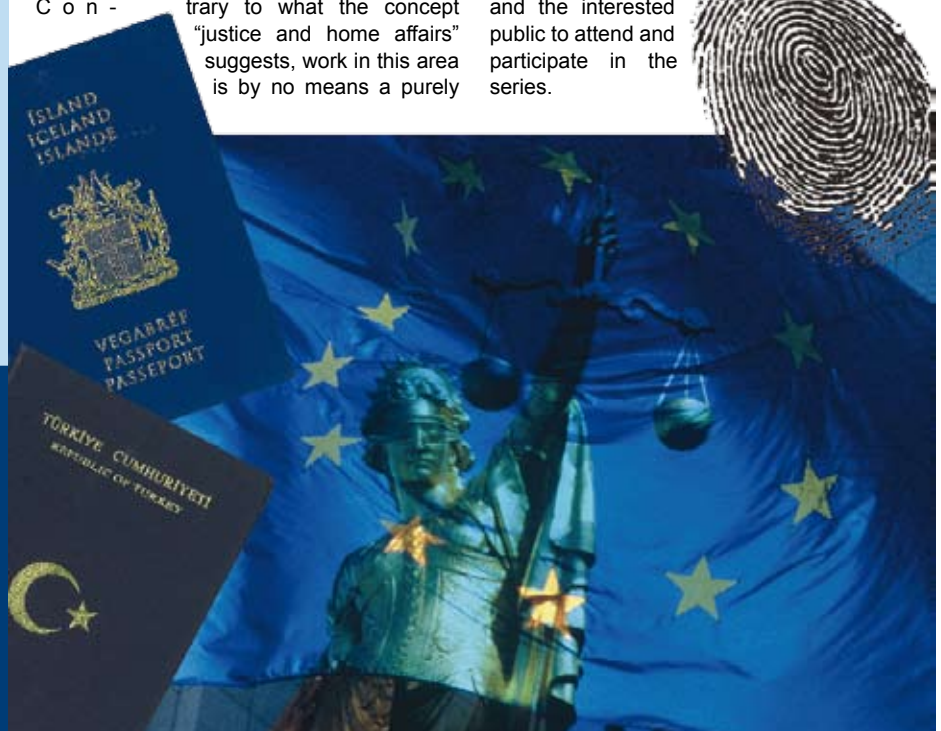 Con-
trary to what the concept
“justice and home affairs”
suggests, work in this area
is by no means a purely
and the interested
public to attend and
participate in the
series.
ÍSLAND
ICELAND
ISLANDE
VEGABRÉF
PASSPORT
PASSEPORT
TÜRKİYE CUMHURİYETİ
REPUBLIC OF TURKEY